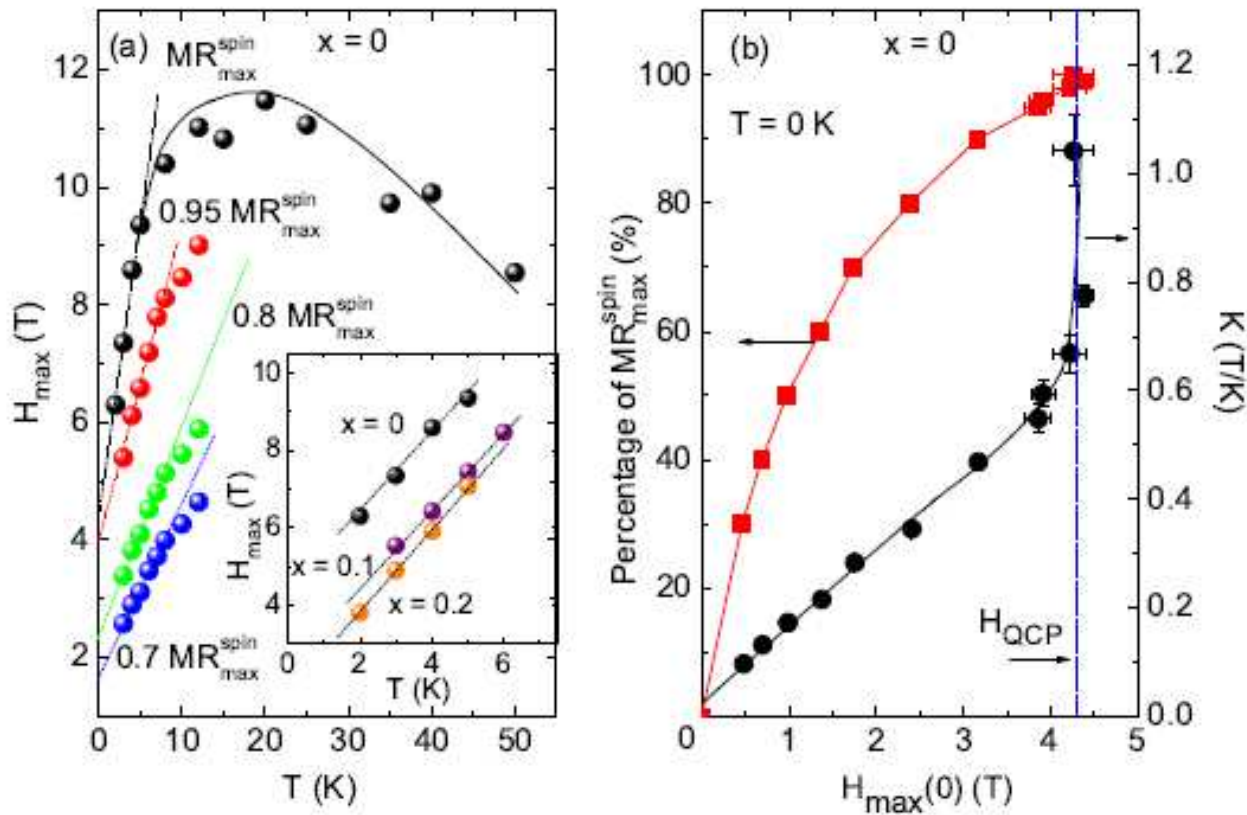 (a)
x = 0
MR^spin_max
0.95 MR^spin_max
0.8 MR^spin_max
0.7 MR^spin_max
12
10
8
6
4
2
H_max (T)
0 10 20 30 40 50
T (K)
10
8
6
4
H_max (T)
x = 0
x = 0.1
x = 0.2
0 2 4 6
T (K)
(b)
x = 0
T = 0 K
100
80
60
40
20
Percentage of MR^spin_max (%)
1.2
1.0
0.8
0.6
0.4
0.2
0.0
K (T/K)
H_QCP
0 1 2 3 4 5
H_max(0) (T)